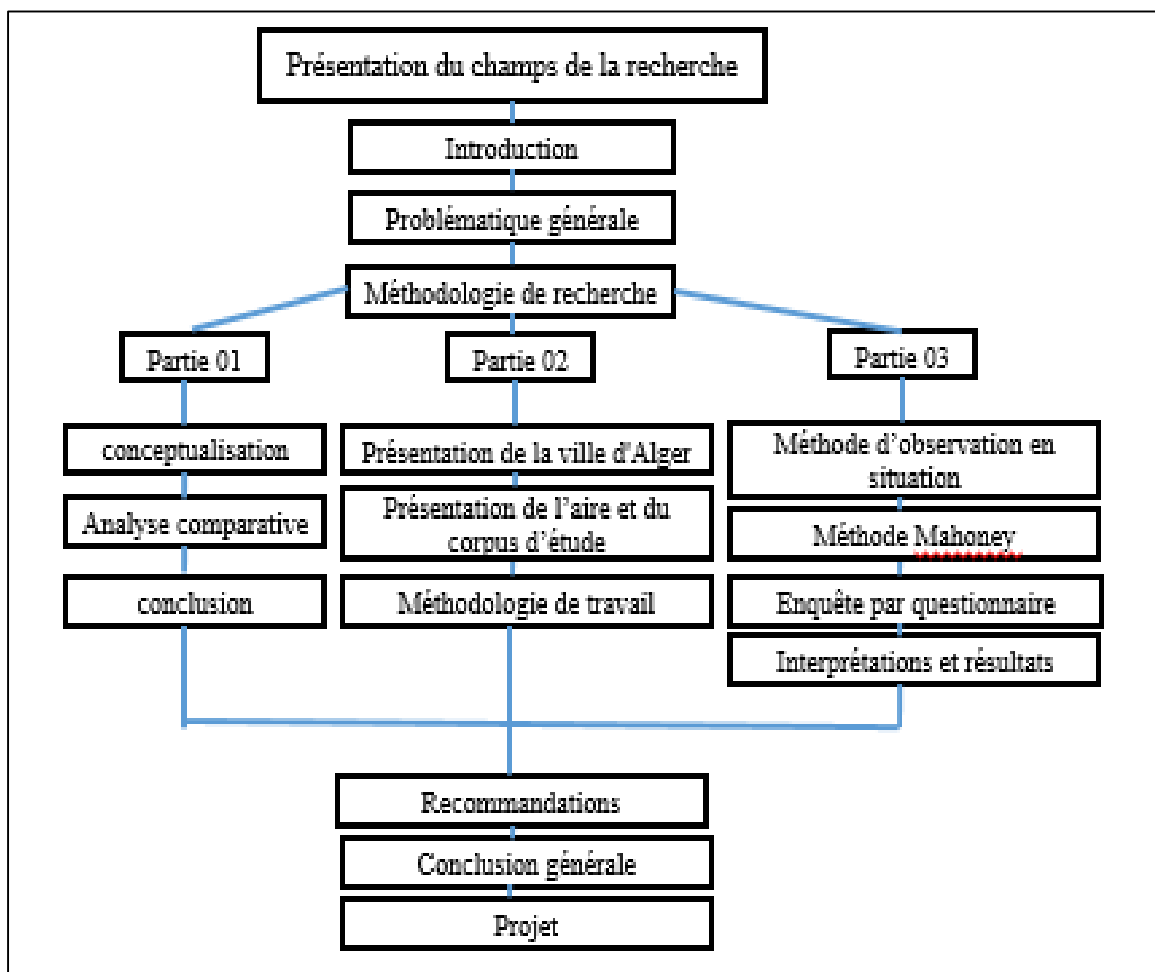 Présentation du champs de la recherche
Introduction
Problématique générale
Méthodologie de recherche
Partie 01
Partie 02
Partie 03
conceptualisation
Analyse comparative
conclusion
Présentation de la ville d'Alger
Présentation de l’aire et du
corpus d’étude
Méthodologie de travail
Méthode d’observation en
situation
Méthode Mahoney
Enquête par questionnaire
Interprétations et résultats
Recommandations
Conclusion générale
Projet